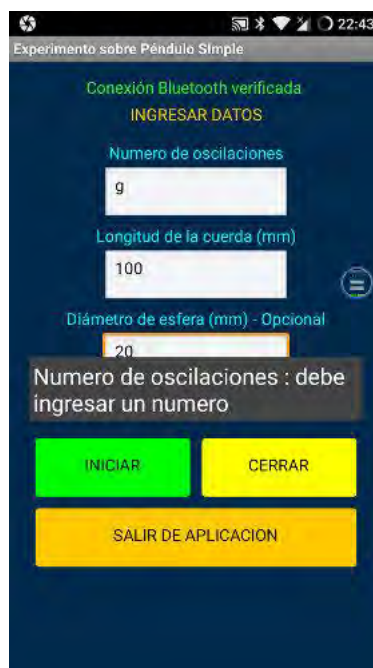 22:43
Experimento sobre Péndulo Simple
Conexión Bluetooth verificada
INGRESAR DATOS
Numero de oscilaciones
g
Longitud de la cuerda (mm)
100
Diámetro de esfera (mm) - Opcional
20
Numero de oscilaciones : debe
ingresar un numero
INICIAR
CERRAR
SALIR DE APLICACION